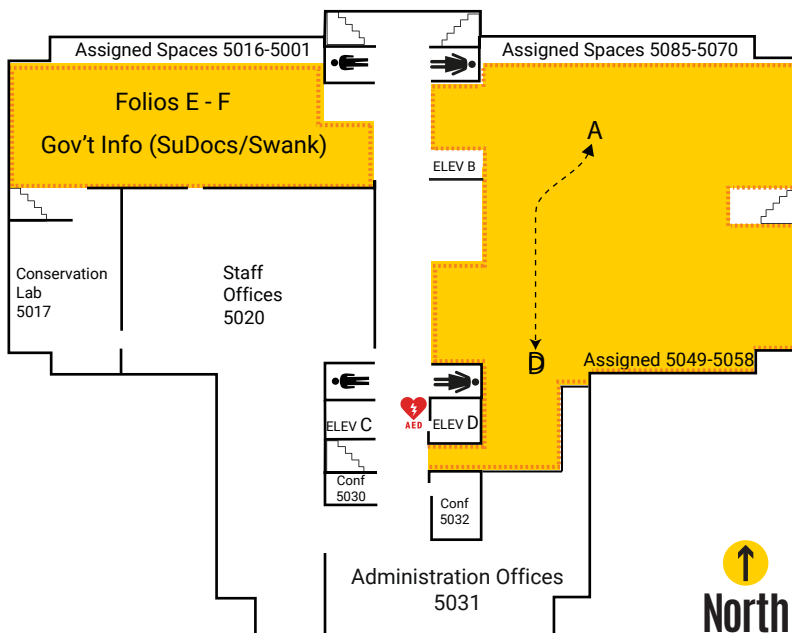 Assigned Spaces 5016-5001
Assigned Spaces 5085-5070
Folios E - F
Gov't Info (SuDocs/Swank)
A
ELEV B
Conservation
Lab
5017
Staff
Offices
5020
D
Assigned 5049-5058
ELEV C
AED
ELEV D
Conf
5030
Conf
5032
Administration Offices
5031
North